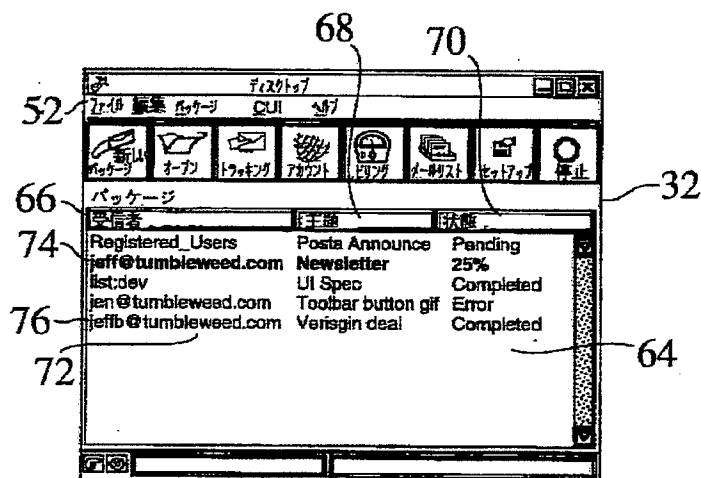 68
70
ディスクトップ
52
ファイル 編集 パッケージ CUI ヘルプ
新しい
パッケージ オープン トラッキング アカウント ビリング メールリスト セットアップ 停止
32
パッケージ
66
受信者 主題 状態
Registered_Users Posta Announce Pending
74
jeff@tumbleweed.com Newsletter 25%
list:dev UI Spec Completed
jen@tumbleweed.com Toolbar button gif Error
76
jeffb@tumbleweed.com Verisgin deal Completed
72
64